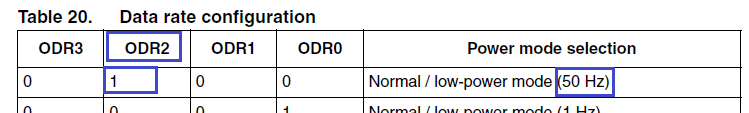 Table 20. Data rate configuration
ODR3 ODR2 ODR1 ODR0 Power mode selection
0 1 0 0 Normal / low-power mode (50 Hz)
0 0 0 1 Normal / low-power mode (1 Hz)